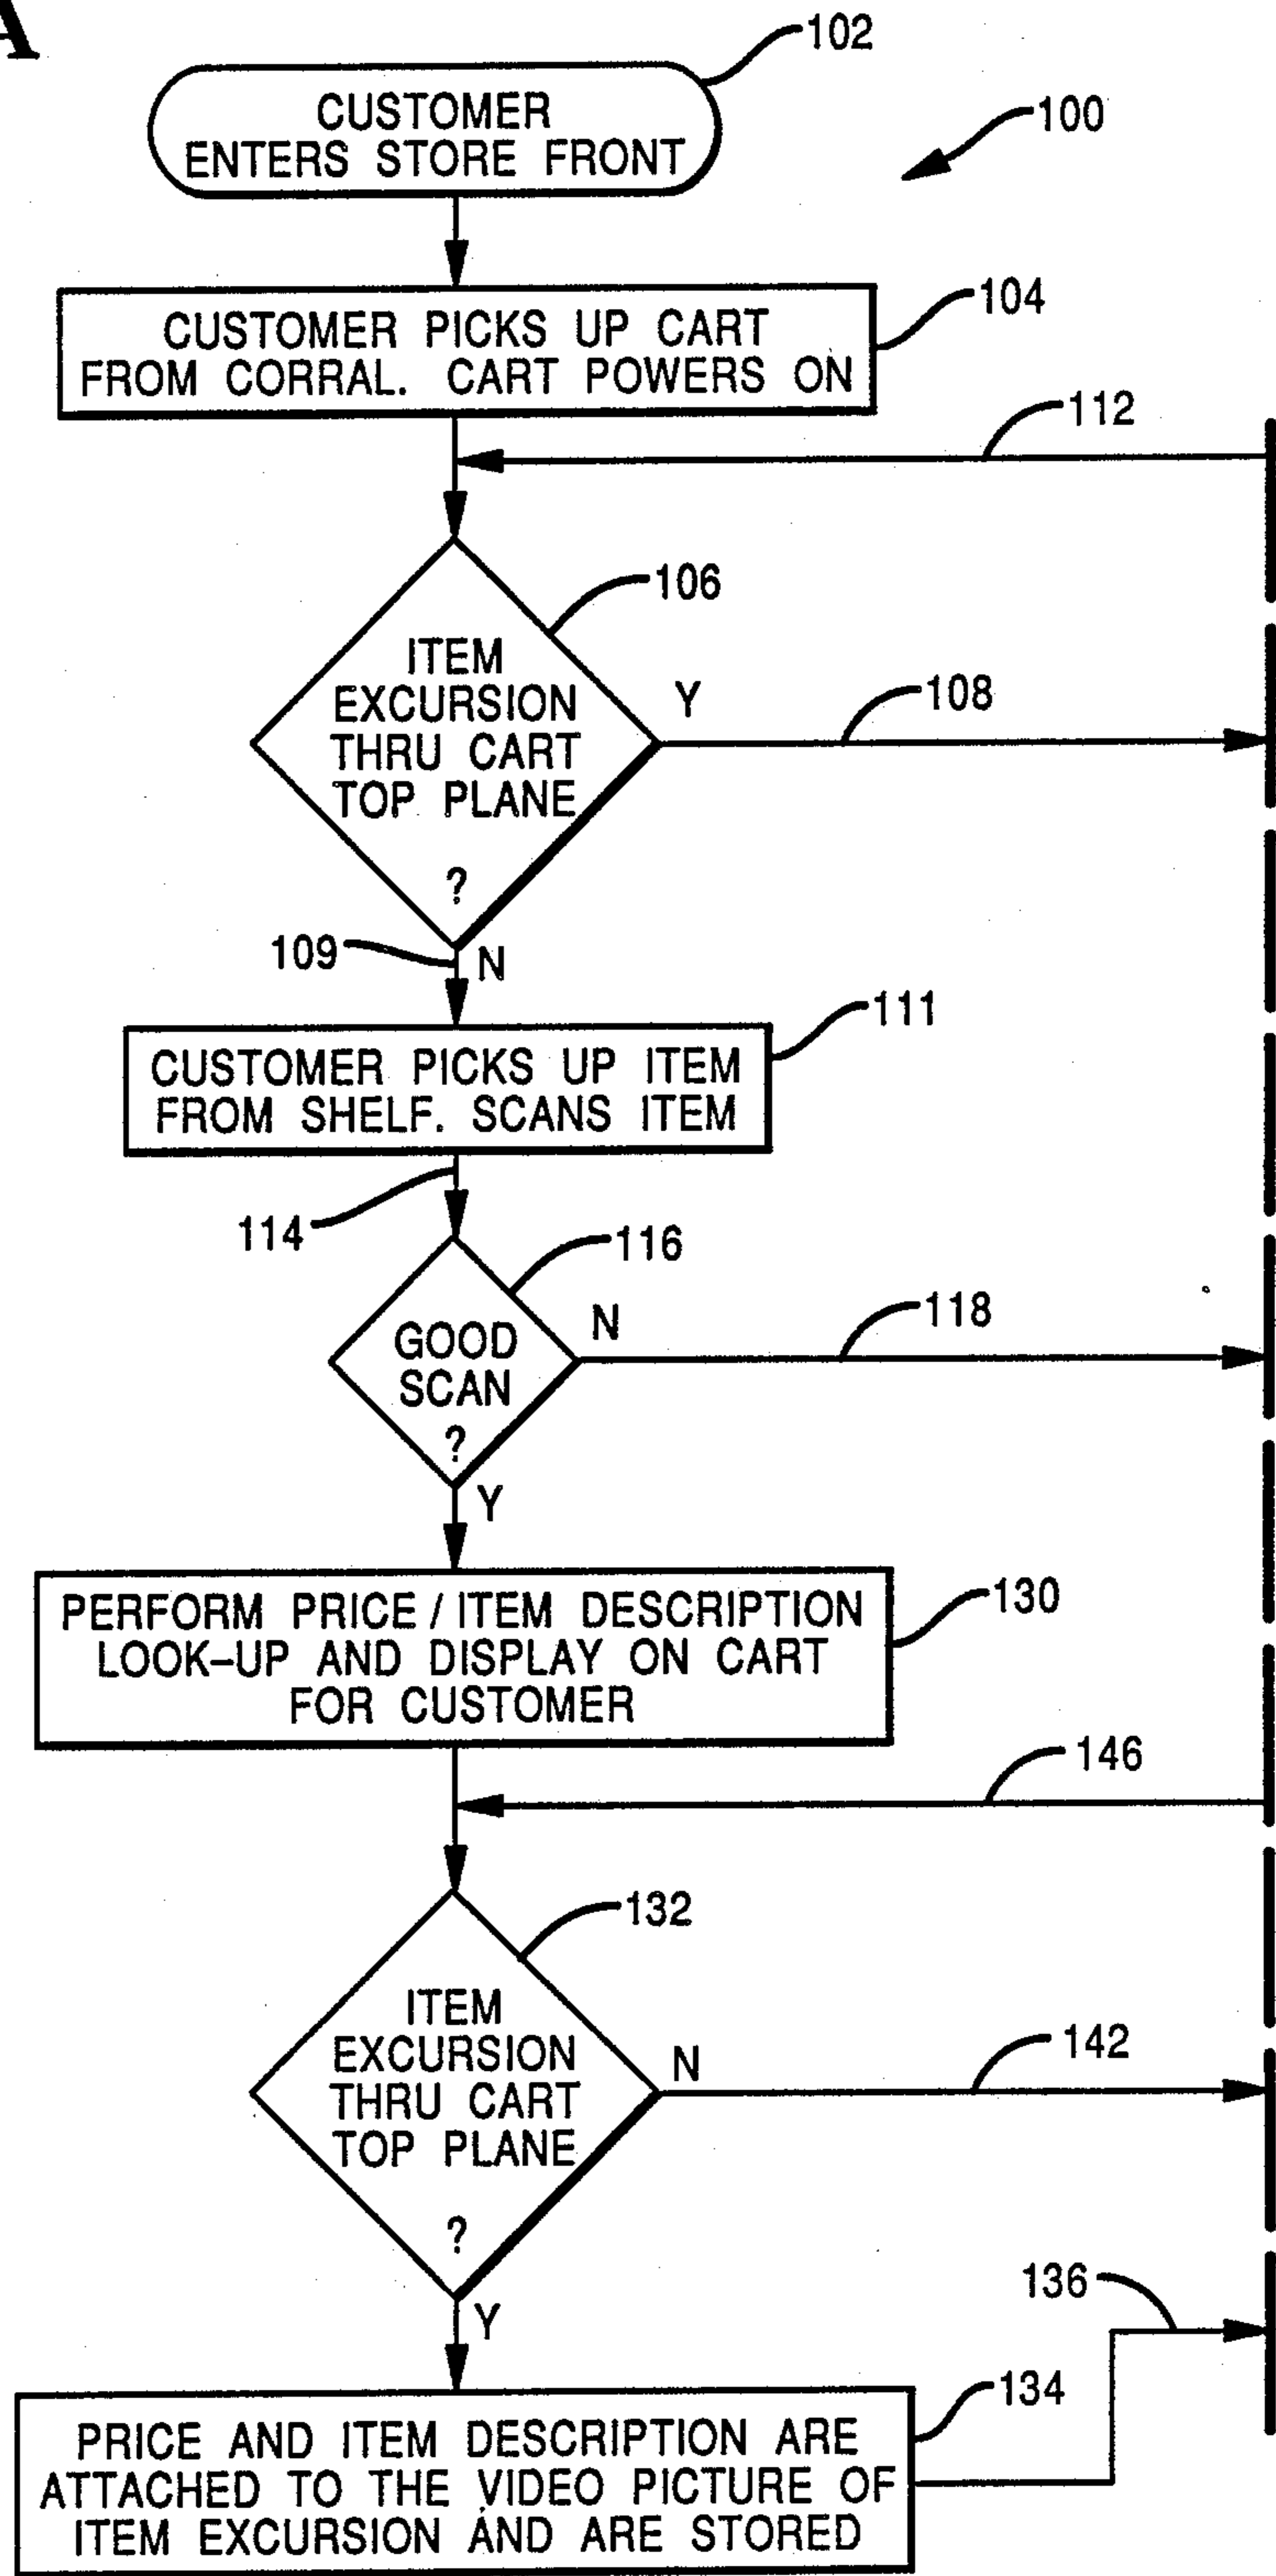 A
102
CUSTOMER
ENTERS STORE FRONT
100
104
CUSTOMER PICKS UP CART
FROM CORRAL. CART POWERS ON
112
106
ITEM
EXCURSION
THRU CART
TOP PLANE
?
Y
108
109
N
111
CUSTOMER PICKS UP ITEM
FROM SHELF. SCANS ITEM
114
116
GOOD
SCAN
?
N
118
Y
130
PERFORM PRICE / ITEM DESCRIPTION
LOOK-UP AND DISPLAY ON CART
FOR CUSTOMER
146
132
ITEM
EXCURSION
THRU CART
TOP PLANE
?
N
142
Y
136
134
PRICE AND ITEM DESCRIPTION ARE
ATTACHED TO THE VIDEO PICTURE OF
ITEM EXCURSION AND ARE STORED